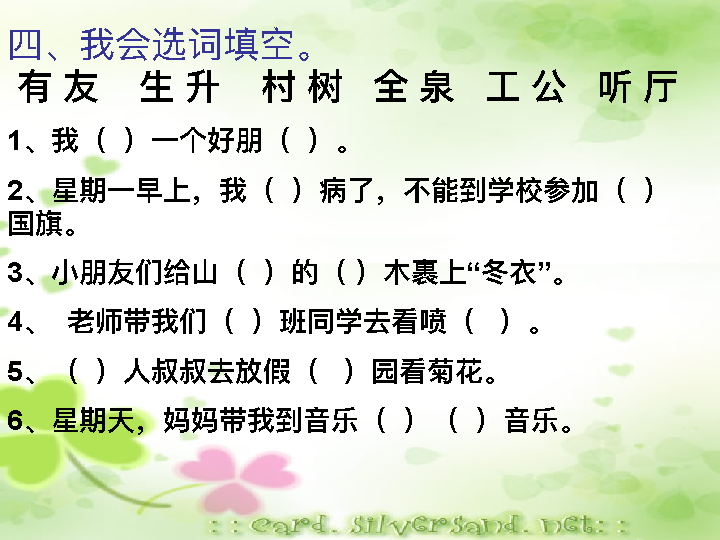 四、我会选词填空。
有 友 生 升 村 树 全 泉 工 公 听 厅
1、我（ ）一个好朋（ ）。
2、星期一早上，我（ ）病了，不能到学校参加（ ）
国旗。
3、小朋友们给山（ ）的（ ）木裹上“冬衣”。
4、 老师带我们（ ）班同学去看喷（ ）。
5、（ ）人叔叔去放假（ ）园看菊花。
6、星期天，妈妈带我到音乐（ ）（ ）音乐。
: : card. silversand. net: :